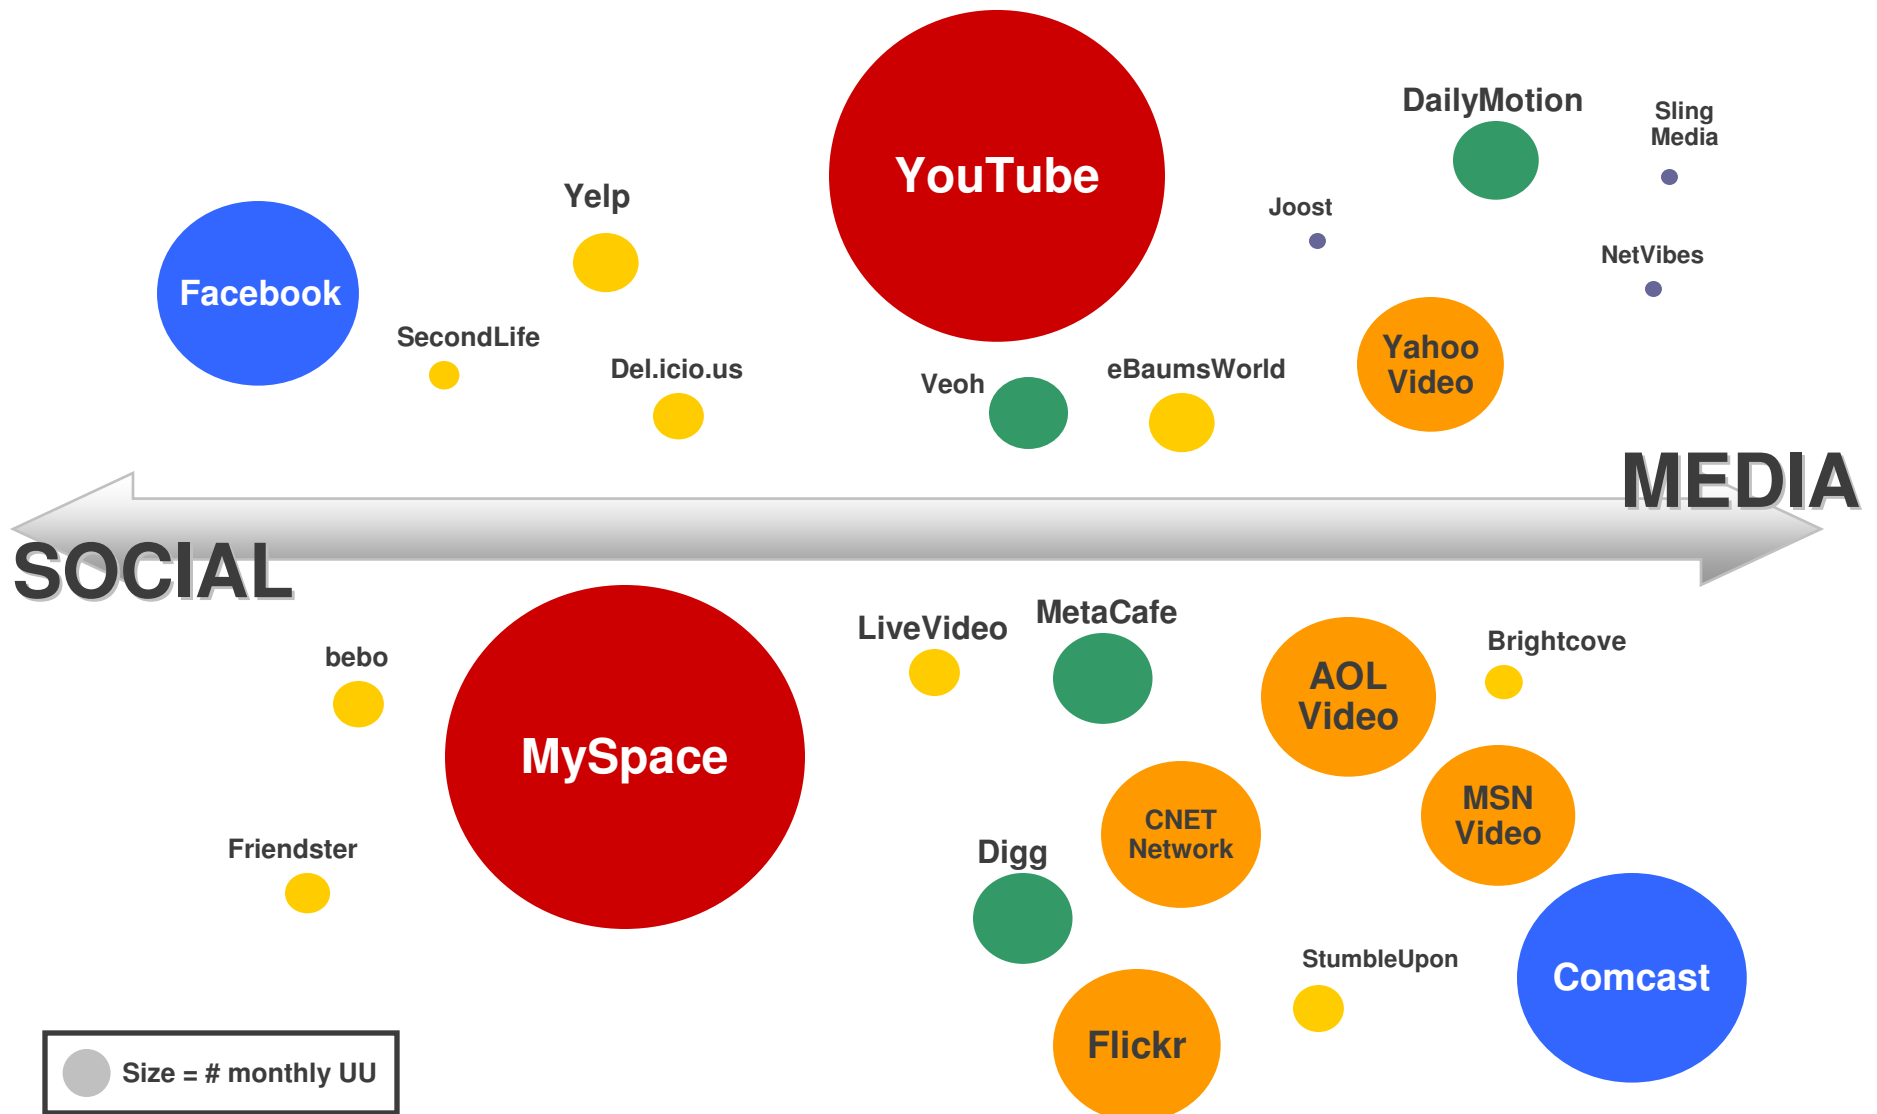 YouTube
DailyMotion
Sling
Media
Yelp
Joost
NetVibes
Facebook
SecondLife
Del.icio.us
Veoh
eBaumsWorld
Yahoo
Video
MEDIA
SOCIAL
LiveVideo
MetaCafe
bebo
AOL
Video
Brightcove
MySpace
CNET
Network
MSN
Video
Friendster
Digg
StumbleUpon
Comcast
Flickr
Size = # monthly UU